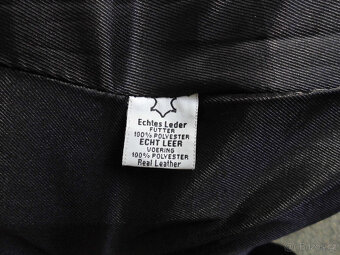 Echtes Leder
FUTTER
100% POLYESTER
ECHT LEER
VOERING
100% POLYESTER
Real Leather